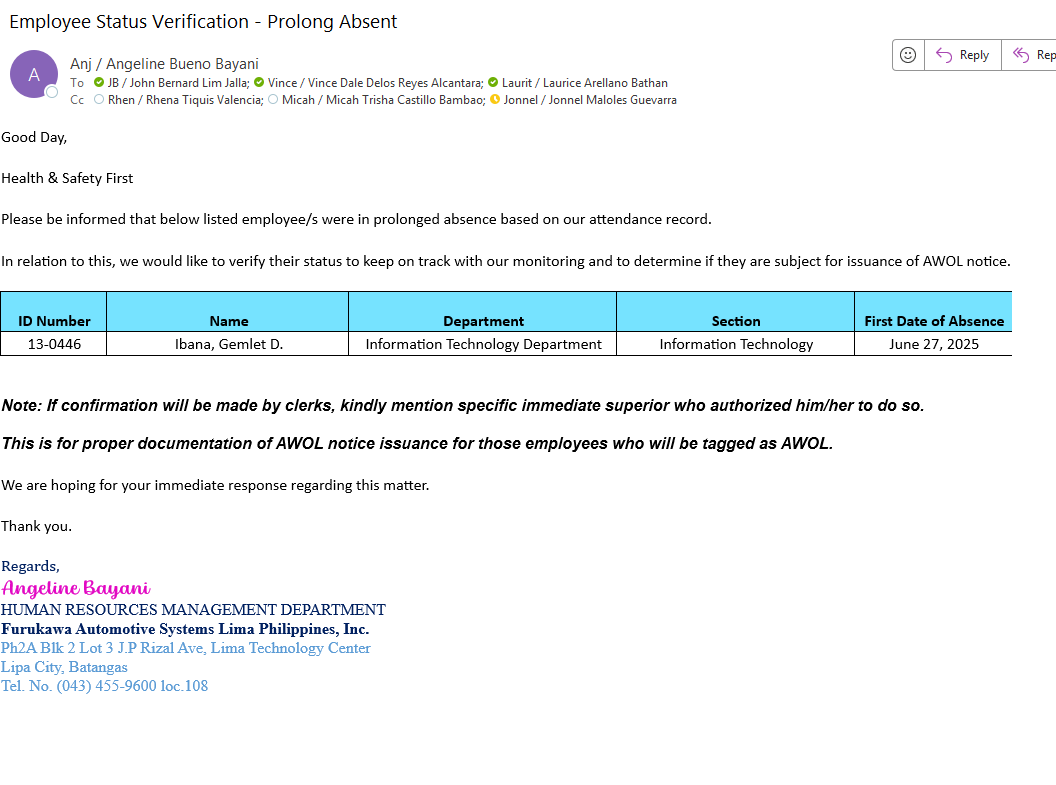 Employee Status Verification - Prolong Absent
A
Anj / Angeline Bueno Bayani
To JB / John Bernard Lim Jalla; Vince / Vince Dale Delos Reyes Alcantara; Laurit / Laurice Arellano Bathan
Cc Rhen / Rhena Tiquis Valencia; Micah / Micah Trisha Castillo Bambao; Jonnel / Jonnel Maloles Guevarra
Reply
Rep
Good Day,
Health & Safety First
Please be informed that below listed employee/s were in prolonged absence based on our attendance record.
In relation to this, we would like to verify their status to keep on track with our monitoring and to determine if they are subject for issuance of AWOL notice.
ID Number Name Department Section First Date of Absence
13-0446 Ibana, Gemlet D. Information Technology Department Information Technology June 27, 2025
Note: If confirmation will be made by clerks, kindly mention specific immediate superior who authorized him/her to do so.
This is for proper documentation of AWOL notice issuance for those employees who will be tagged as AWOL.
We are hoping for your immediate response regarding this matter.
Thank you.
Regards,
Angeline Bayani
HUMAN RESOURCES MANAGEMENT DEPARTMENT
Furukawa Automotive Systems Lima Philippines, Inc.
Ph2A Blk 2 Lot 3 J.P Rizal Ave, Lima Technology Center
Lipa City, Batangas
Tel. No. (043) 455-9600 loc.108